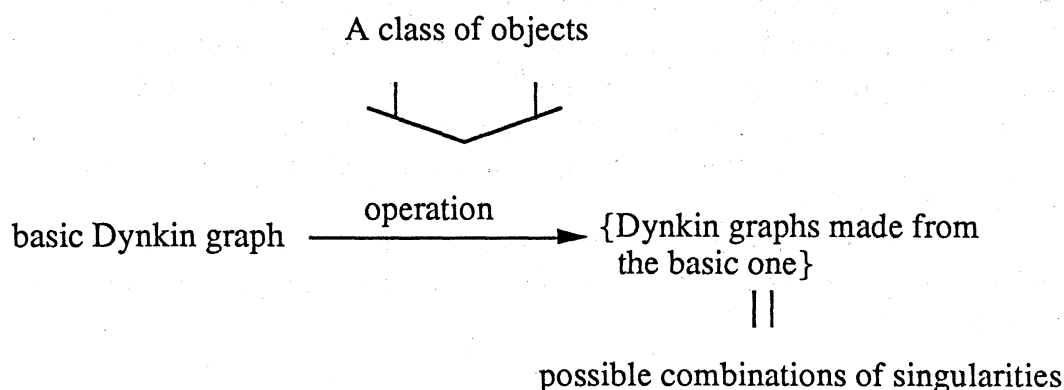 A class of objects
operation
basic Dynkin graph
{Dynkin graphs made from
the basic one}
possible combinations of singularities